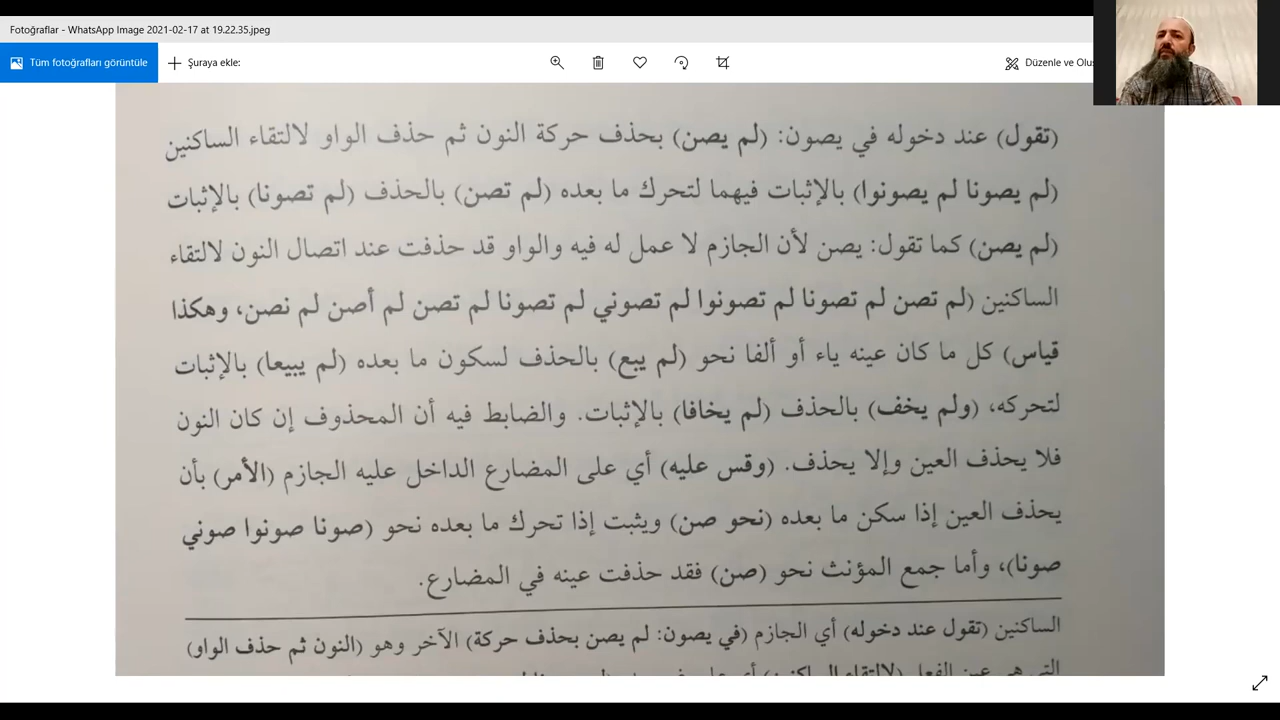 Fotoğraflar - WhatsApp Image 2021-02-17 at 19.22.35.jpeg
Tüm fotoğrafları görüntüle
Şuraya ekle:
Düzenle ve Olu
(تقول) عند دخوله في يصون: (لم يصن) بحذف حركة النون ثم حذف الواو لالتقاء الساكنين
(لم يصونا لم يصونوا) بالإثبات فيهما لتحرك ما بعده (لم تصن) بالحذف (لم تصونا) بالإثبات
(لم يصن) كما تقول: يصن لأن الجازم لا عمل له فيه والواو قد حذفت عند اتصال النون لالتقاء
الساكنين (لم تصن لم تصونا لم تصونوا لم تصوني لم تصونا لم تصن لم أصن لم نصن، وهكذا
قياس) كل ما كان عينه ياء أو ألفا نحو (لم يبع) بالحذف لسكون ما بعده (لم يبيعا) بالإثبات
لتحركه، (ولم يخف) بالحذف (لم يخافا) بالإثبات. والضابط فيه أن المحذوف إن كان النون
فلا يحذف العين وإلا يحذف. (وقس عليه) أي على المضارع الداخل عليه الجازم (الأمر) بأن
يحذف العين إذا سكن ما بعده (نحو صن) ويثبت إذا تحرك ما بعده نحو (صونا صونوا صوني
صونا)، وأما جمع المؤنث نحو (صن) فقد حذفت عينه في المضارع.
الساكنين (تقول عند دخوله) أي الجازم (في يصون: لم يصن بحذف حركة) الآخر وهو (النون ثم حذف الواو)
التي هي عين الفعل (لالتقاء الساكنين)